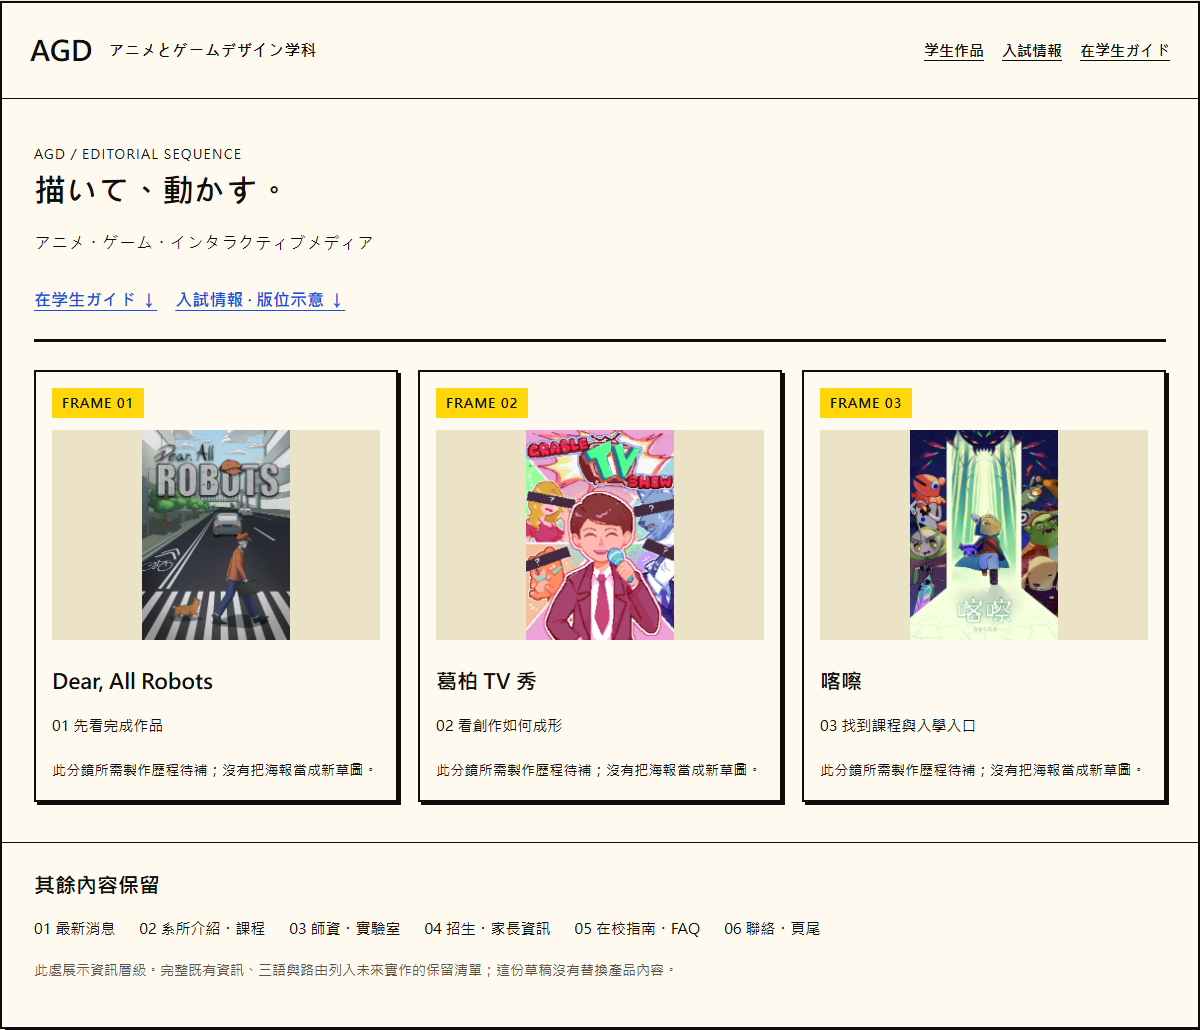 AGD アニメとゲームデザイン学科
学生作品 入試情報 在学生ガイド
AGD / EDITORIAL SEQUENCE
描いて、動かす。
アニメ・ゲーム・インタラクティブメディア
在学生ガイド ↓ 入試情報・版位示意 ↓
FRAME 01
Dear, All
ROBOTS
Dear, All Robots
01 先看完成作品
此分鏡所需製作歷程待補；沒有把海報當成新草圖。
FRAME 02
GRABLE
TV
SHOW
葛柏 TV 秀
02 看創作如何成形
此分鏡所需製作歷程待補；沒有把海報當成新草圖。
FRAME 03
喀嚓
喀嚓
03 找到課程與入學入口
此分鏡所需製作歷程待補；沒有把海報當成新草圖。
其餘內容保留
01 最新消息 02 系所介紹・課程 03 師資・實驗室 04 招生・家長資訊 05 在校指南・FAQ 06 聯絡・頁尾
此處展示資訊層級。完整既有資訊、三語與路由列入未來實作的保留清單；這份草稿沒有替換產品內容。